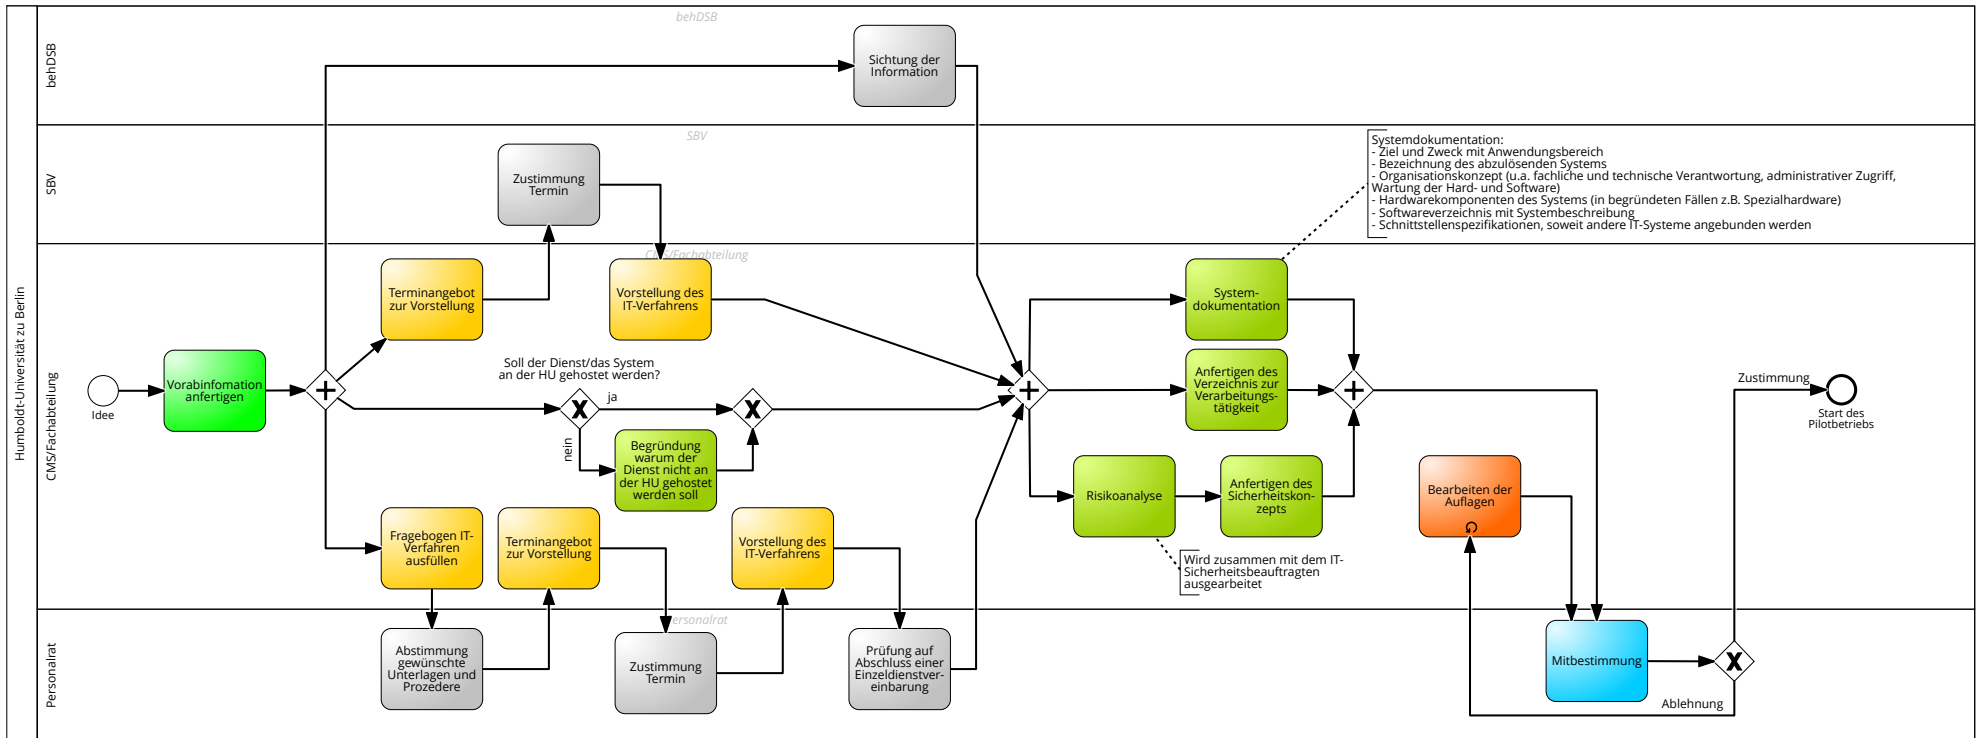 Humboldt-Universität zu Berlin
behDSB
behDSB
Sichtung der
Information
SBV
SBV
Zustimmung
Termin
Systemdokumentation:
- Ziel und Zweck mit Anwendungsbereich
- Bezeichnung des abzulösenden Systems
- Organisationskonzept (u.a. fachliche und technische Verantwortung, administrativer Zugriff,
Wartung der Hard- und Software)
- Hardwarekomponenten des Systems (in begründeten Fällen z.B. Spezialhardware)
- Softwareverzeichnis mit Systembeschreibung
- Schnittstellenspezifikationen, soweit andere IT-Systeme angebunden werden
CMS/Fachabteilung
CMS/Fachabteilung
Idee
Vorabinfomation
anfertigen
Terminangebot
zur Vorstellung
Vorstellung des
IT-Verfahrens
Soll der Dienst/das System
an der HU gehostet werden?
ja
nein
Begründung
warum der
Dienst nicht an
der HU gehostet
werden soll
Fragebogen IT-
Verfahren
ausfüllen
Terminangebot
zur Vorstellung
Vorstellung des
IT-Verfahrens
System-
dokumentation
Anfertigen des
Verzeichnis zur
Verarbeitungs-
tätigkeit
Risikoanalyse
Anfertigen des
Sicherheitskon-
zepts
Wird zusammen mit dem IT-
Sicherheitsbeauftragten
ausgearbeitet
Bearbeiten der
Auflagen
Zustimmung
Start des
Pilotbetriebs
Personalrat
Personalrat
Abstimmung
gewünschte
Unterlagen und
Prozedere
Zustimmung
Termin
Prüfung auf
Abschluss einer
Einzeldienstver-
einbarung
Mitbestimmung
Ablehnung